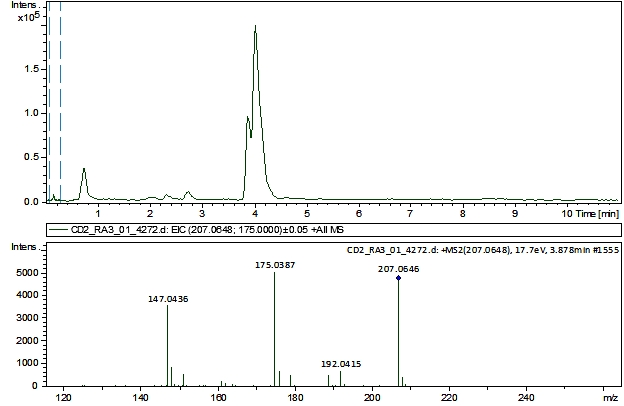 Intens.
x10⁵
1.5
1.0
0.5
0.0
1 2 3 4 5 6 7 8 9 10 Time [min]
CD2_RA3_01_4272.d: EIC (207.0648; 175.0000)±0.05 +All MS
Intens.
CD2_RA3_01_4272.d: +MS2(207.0648), 17.7eV, 3.878min #1555
175.0387
207.0646
5000
147.0436
4000
3000
2000
192.0415
1000
0
120 140 160 180 200 220 240 m/z